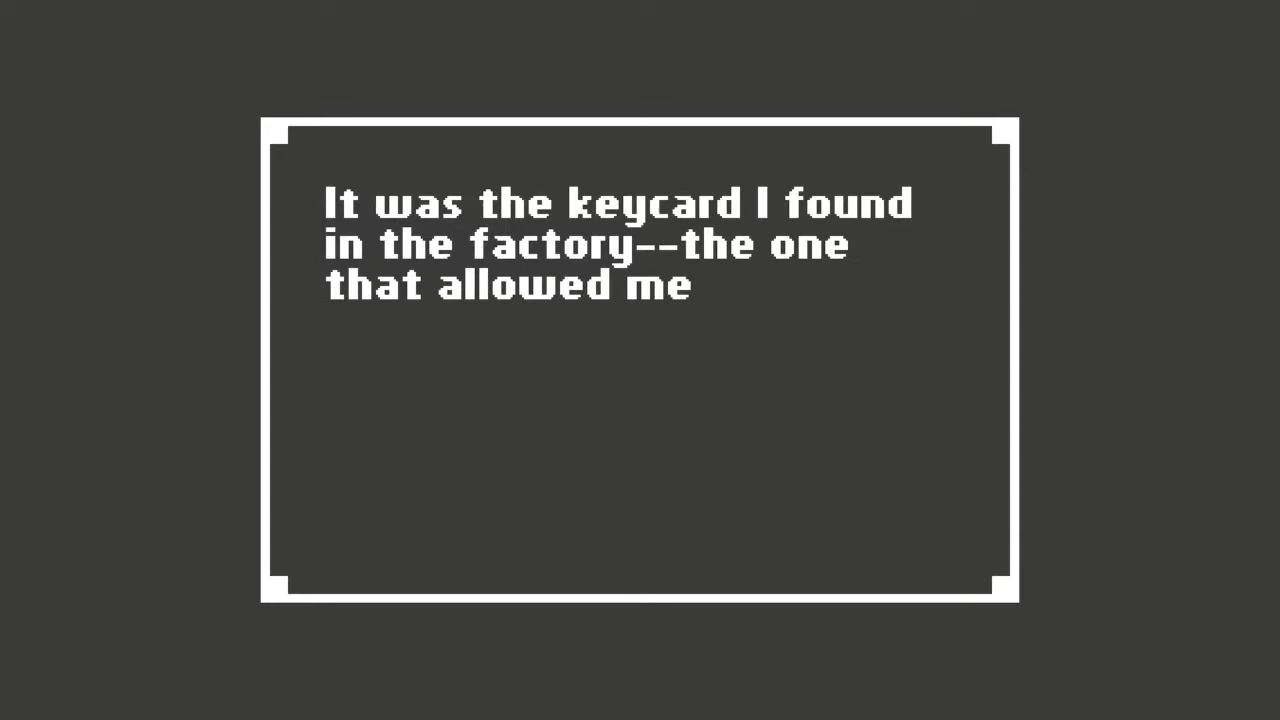 It was the keycard I found
in the factory--the one
that allowed me